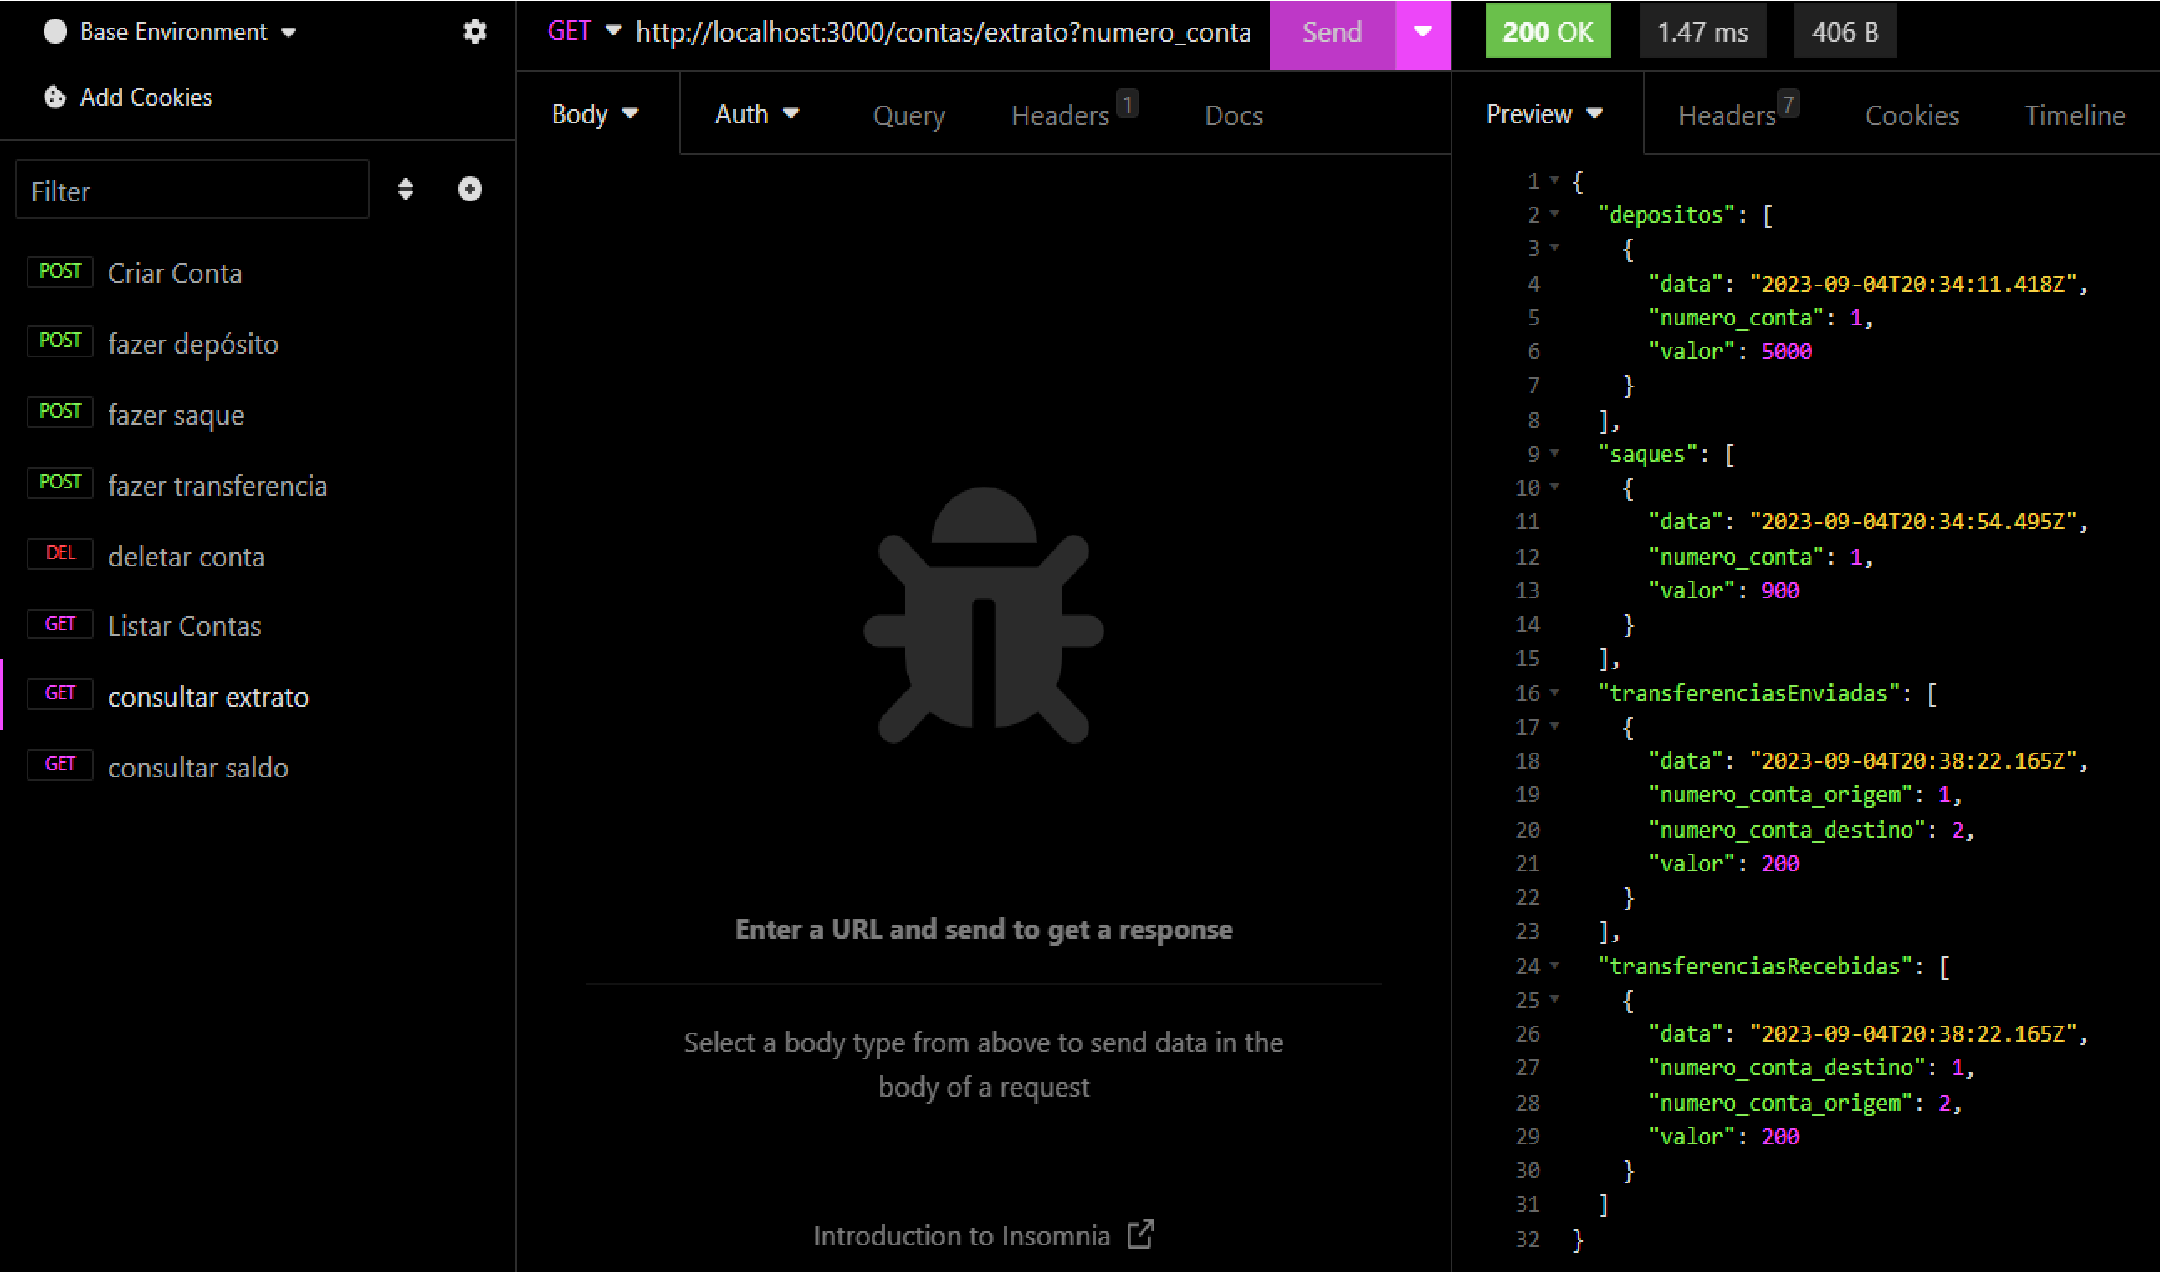 Base Environment
Add Cookies
Filter
POST Criar Conta
POST fazer depósito
POST fazer saque
POST fazer transferencia
DEL deletar conta
GET Listar Contas
GET consultar extrato
GET consultar saldo
GET http://localhost:3000/contas/extrato?numero_conta Send
Body Auth Query Headers 1 Docs
Enter a URL and send to get a response
Select a body type from above to send data in the
body of a request
Introduction to Insomnia
200 OK 1.47 ms 406 B
Preview Headers 7 Cookies Timeline
1 {
2 "depositos": [
3 {
4 "data": "2023-09-04T20:34:11.418Z",
5 "numero_conta": 1,
6 "valor": 5000
7 }
8 ],
9 "saques": [
10 {
11 "data": "2023-09-04T20:34:54.495Z",
12 "numero_conta": 1,
13 "valor": 900
14 }
15 ],
16 "transferenciasEnviadas": [
17 {
18 "data": "2023-09-04T20:38:22.165Z",
19 "numero_conta_origem": 1,
20 "numero_conta_destino": 2,
21 "valor": 200
22 }
23 ],
24 "transferenciasRecebidas": [
25 {
26 "data": "2023-09-04T20:38:22.165Z",
27 "numero_conta_destino": 1,
28 "numero_conta_origem": 2,
29 "valor": 200
30 }
31 ]
32 }